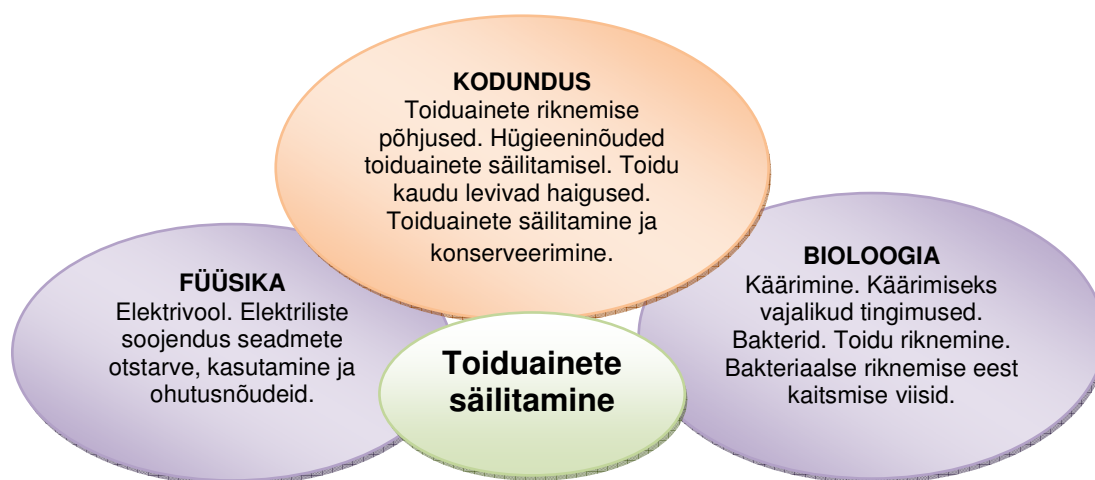 KODUNDUS
Toiduainete riknemise
põhjused. Hügieeninõuded
toiduainete säilitamisel. Toidu
kaudu levivad haigused.
Toiduainete säilitamine ja
konserveerimine.
FÜÜSIKA
Elektrivool. Elektriliste
soojendus seadmete
otstarve, kasutamine ja
ohutusnõudeid.
Toiduainete
säilitamine
BIOLOOGIA
Käärimine. Käärimiseks
vajalikud tingimused.
Bakterid. Toidu riknemine.
Bakteriaalse riknemise eest
kaitsmise viisid.